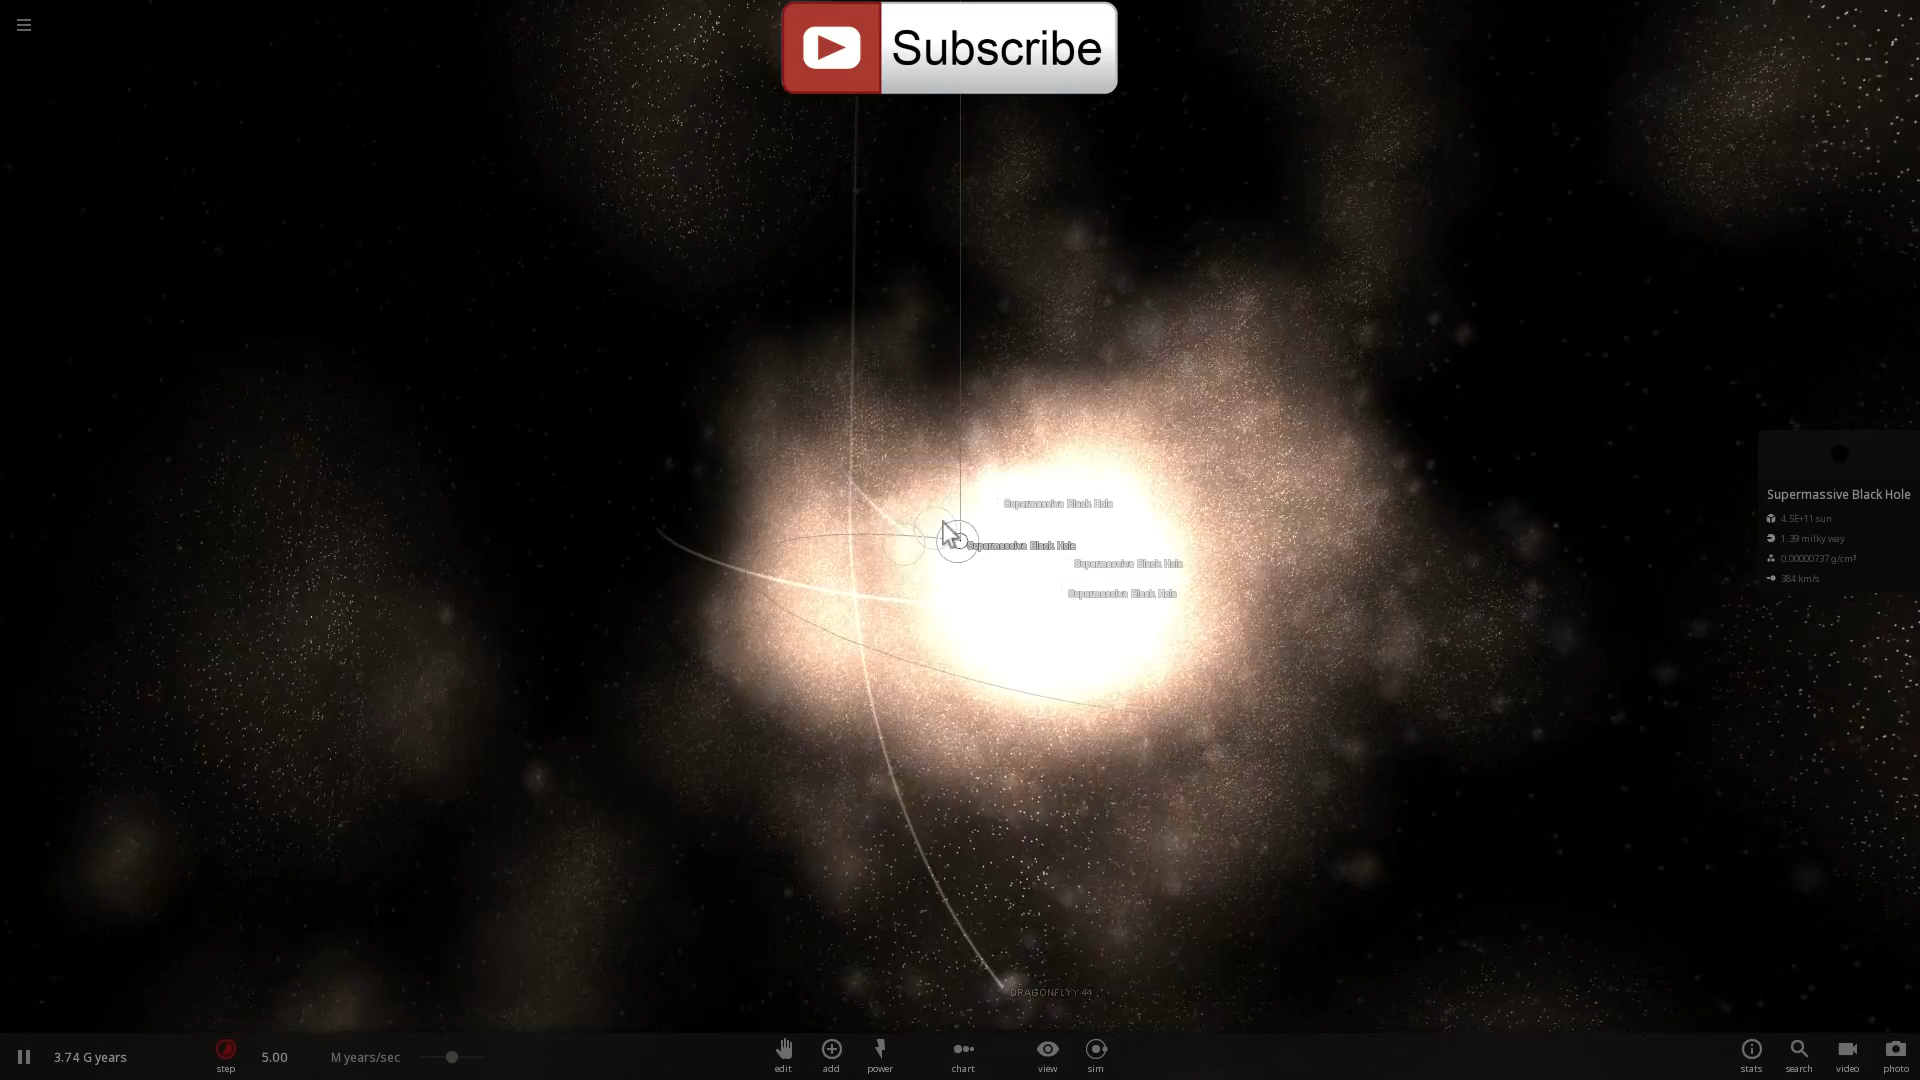 Subscribe
Supermassive Black Hole
Supermassive Black Hole
Supermassive Black Hole
Supermassive Black Hole
Supermassive Black Hole
4.5E+11 sun
1.39 milky way
0.00000737 g/cm³
384 km/s
DRAGONFLYY 44
3.74 G years
step
5.00
M years/sec
edit
add
power
chart
view
sim
stats
search
video
photo